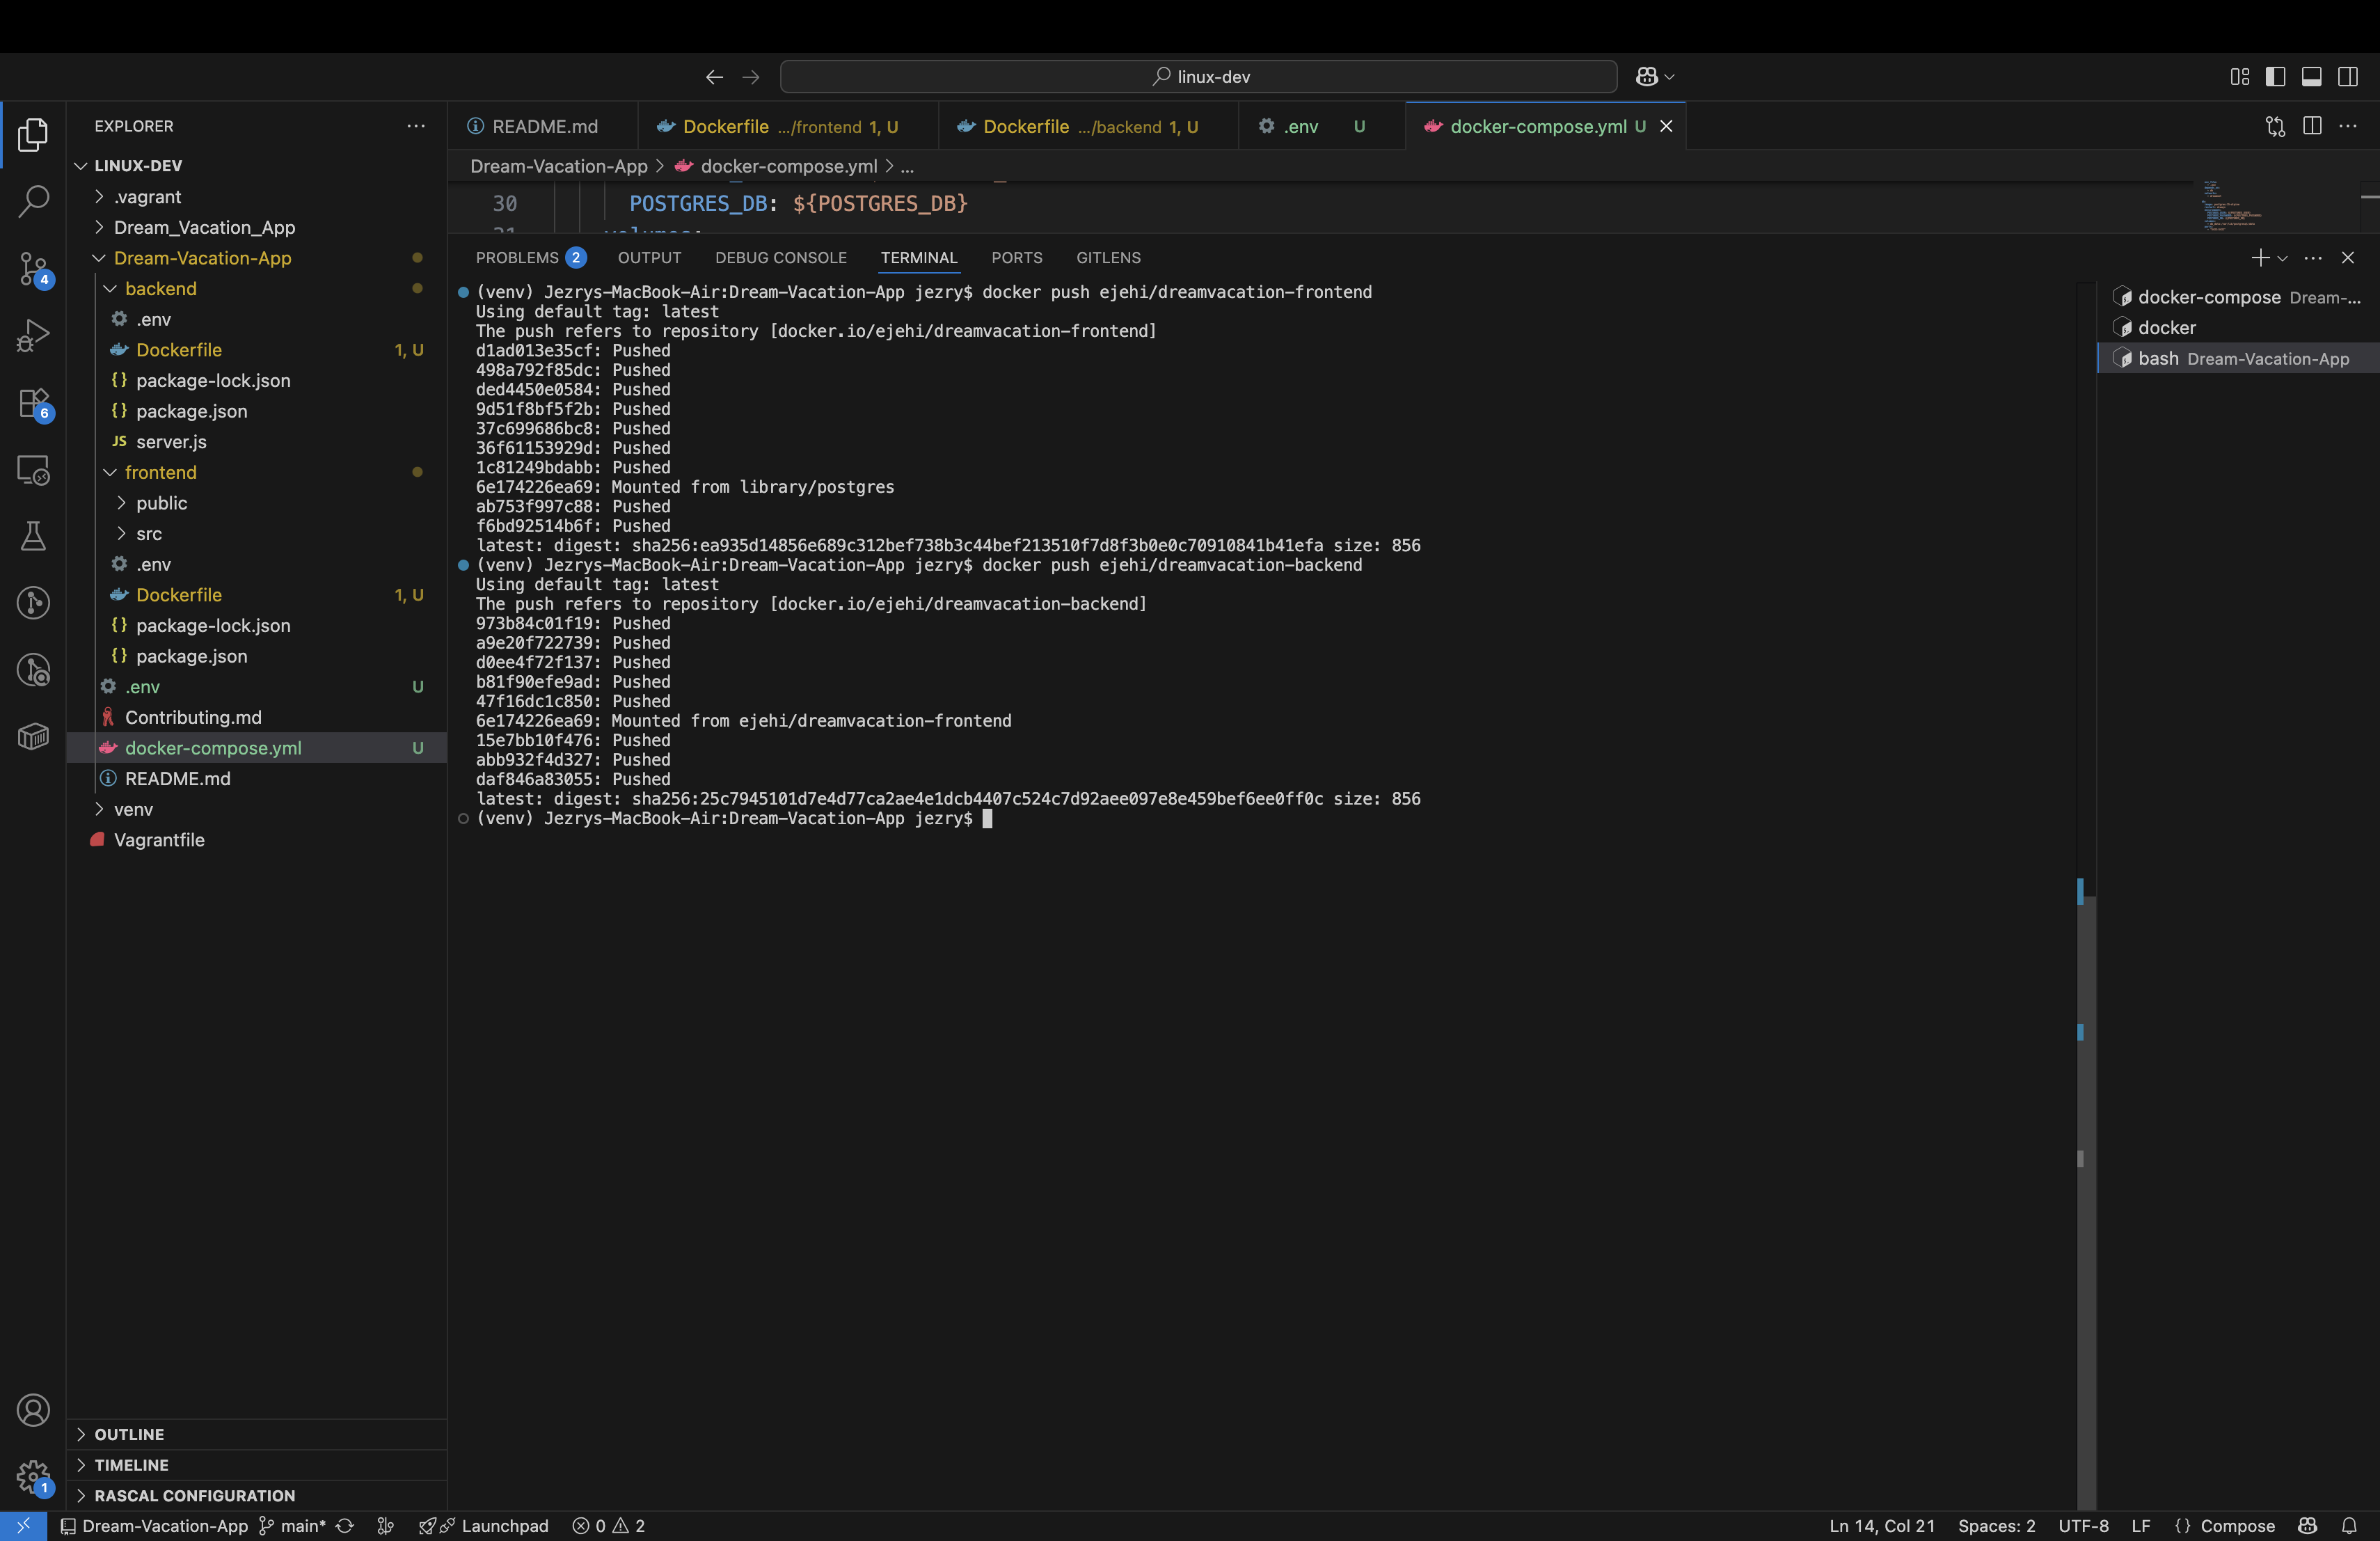 linux-dev
EXPLORER
LINUX-DEV
.vagrant
Dream_Vacation_App
Dream-Vacation-App
backend
.env
Dockerfile 1, U
package-lock.json
package.json
JS server.js
frontend
public
src
.env
Dockerfile 1, U
package-lock.json
package.json
.env U
Contributing.md
docker-compose.yml U
README.md
venv
Vagrantfile
OUTLINE
TIMELINE
RASCAL CONFIGURATION
4
6
1
README.md
Dockerfile .../frontend 1, U
Dockerfile .../backend 1, U
.env U
docker-compose.yml U
Dream-Vacation-App > docker-compose.yml > ...
30 POSTGRES_DB: ${POSTGRES_DB}
PROBLEMS 2 OUTPUT DEBUG CONSOLE TERMINAL PORTS GITLENS
(venv) Jezrys-MacBook-Air:Dream-Vacation-App jezry$ docker push ejehi/dreamvacation-frontend
Using default tag: latest
The push refers to repository [docker.io/ejehi/dreamvacation-frontend]
d1ad013e35cf: Pushed
498a792f85dc: Pushed
ded4450e0584: Pushed
9d51f8bf5f2b: Pushed
37c699686bc8: Pushed
36f61153929d: Pushed
1c81249bdabb: Pushed
6e174226ea69: Mounted from library/postgres
ab753f997c88: Pushed
f6bd92514b6f: Pushed
latest: digest: sha256:ea935d14856e689c312bef738b3c44bef213510f7d8f3b0e0c70910841b41efa size: 856
(venv) Jezrys-MacBook-Air:Dream-Vacation-App jezry$ docker push ejehi/dreamvacation-backend
Using default tag: latest
The push refers to repository [docker.io/ejehi/dreamvacation-backend]
973b84c01f19: Pushed
a9e20f722739: Pushed
d0ee4f72f137: Pushed
b81f90efe9ad: Pushed
47f16dc1c850: Pushed
6e174226ea69: Mounted from ejehi/dreamvacation-frontend
15e7bb10f476: Pushed
abb932f4d327: Pushed
daf846a83055: Pushed
latest: digest: sha256:25c7945101d7e4d77ca2ae4e1dcb4407c524c7d92aee097e8e459bef6ee0ff0c size: 856
(venv) Jezrys-MacBook-Air:Dream-Vacation-App jezry$
docker-compose Dream-...
docker
bash Dream-Vacation-App
Dream-Vacation-App main* Launchpad 0 2
Ln 14, Col 21 Spaces: 2 UTF-8 LF {} Compose